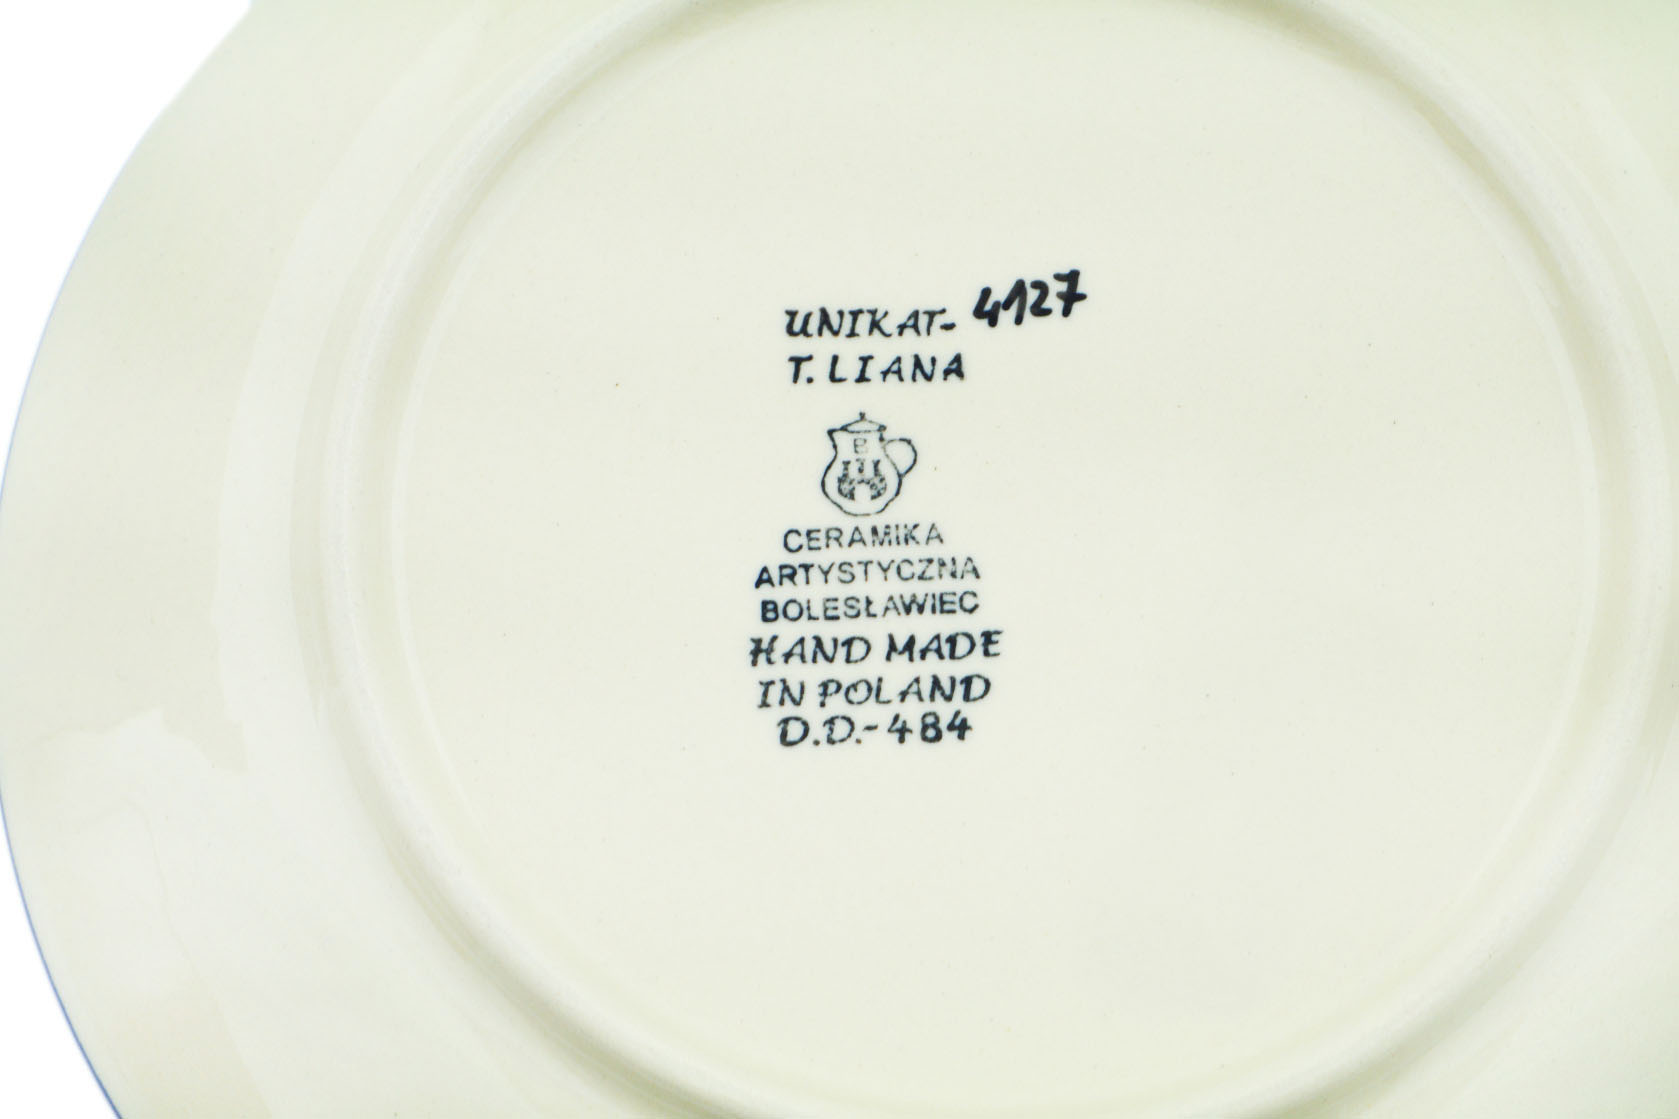 UNIKAT- 4127
T. LIANA
B
CERAMIKA
ARTYSTYCZNA
BOLESŁAWIEC
HAND MADE
IN POLAND
D.D.-484